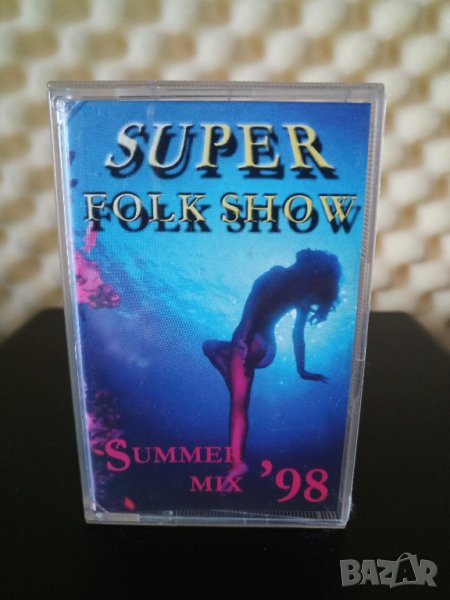 SUPER
FOLK SHOW
SUMMER
MIX '98
BAZAR